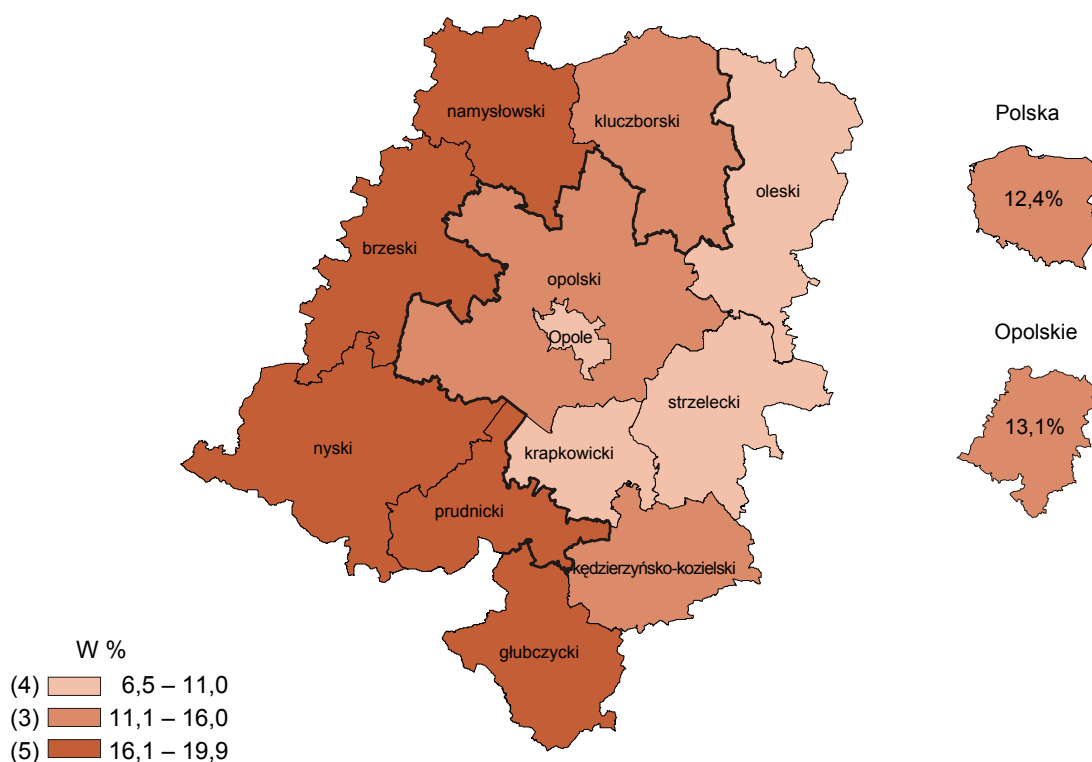 namysłowski
kluczborski
oleski
brzeski
opolski
Opole
strzelecki
krapkowicki
nyski
prudnicki
kędzierzyńsko-kozielski
głubczycki
Polska
12,4%
Opolskie
13,1%
W %
(4) 6,5 – 11,0
(3) 11,1 – 16,0
(5) 16,1 – 19,9